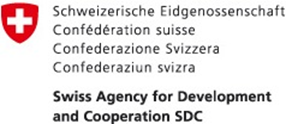 Schweizerische Eidgenossenschaft
Confédération suisse
Confederazione Svizzera
Confederaziun svizra
Swiss Agency for Development
and Cooperation SDC